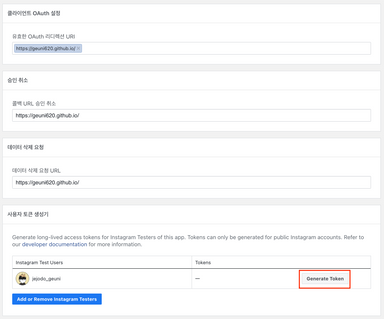 클라이언트 OAuth 설정
유효한 OAuth 리디렉션 URI
https://geuni620.github.io/ ×
승인 취소
콜백 URL 승인 취소
https://geuni620.github.io/
데이터 삭제 요청
데이터 삭제 요청 URL
https://geuni620.github.io/
사용자 토큰 생성기
Generate long-lived access tokens for Instagram Testers of this app. Tokens can only be generated for public Instagram accounts. Refer to
our developer documentation for more information.
Instagram Test Users Tokens
jejodo_geuni — Generate Token
Add or Remove Instagram Testers